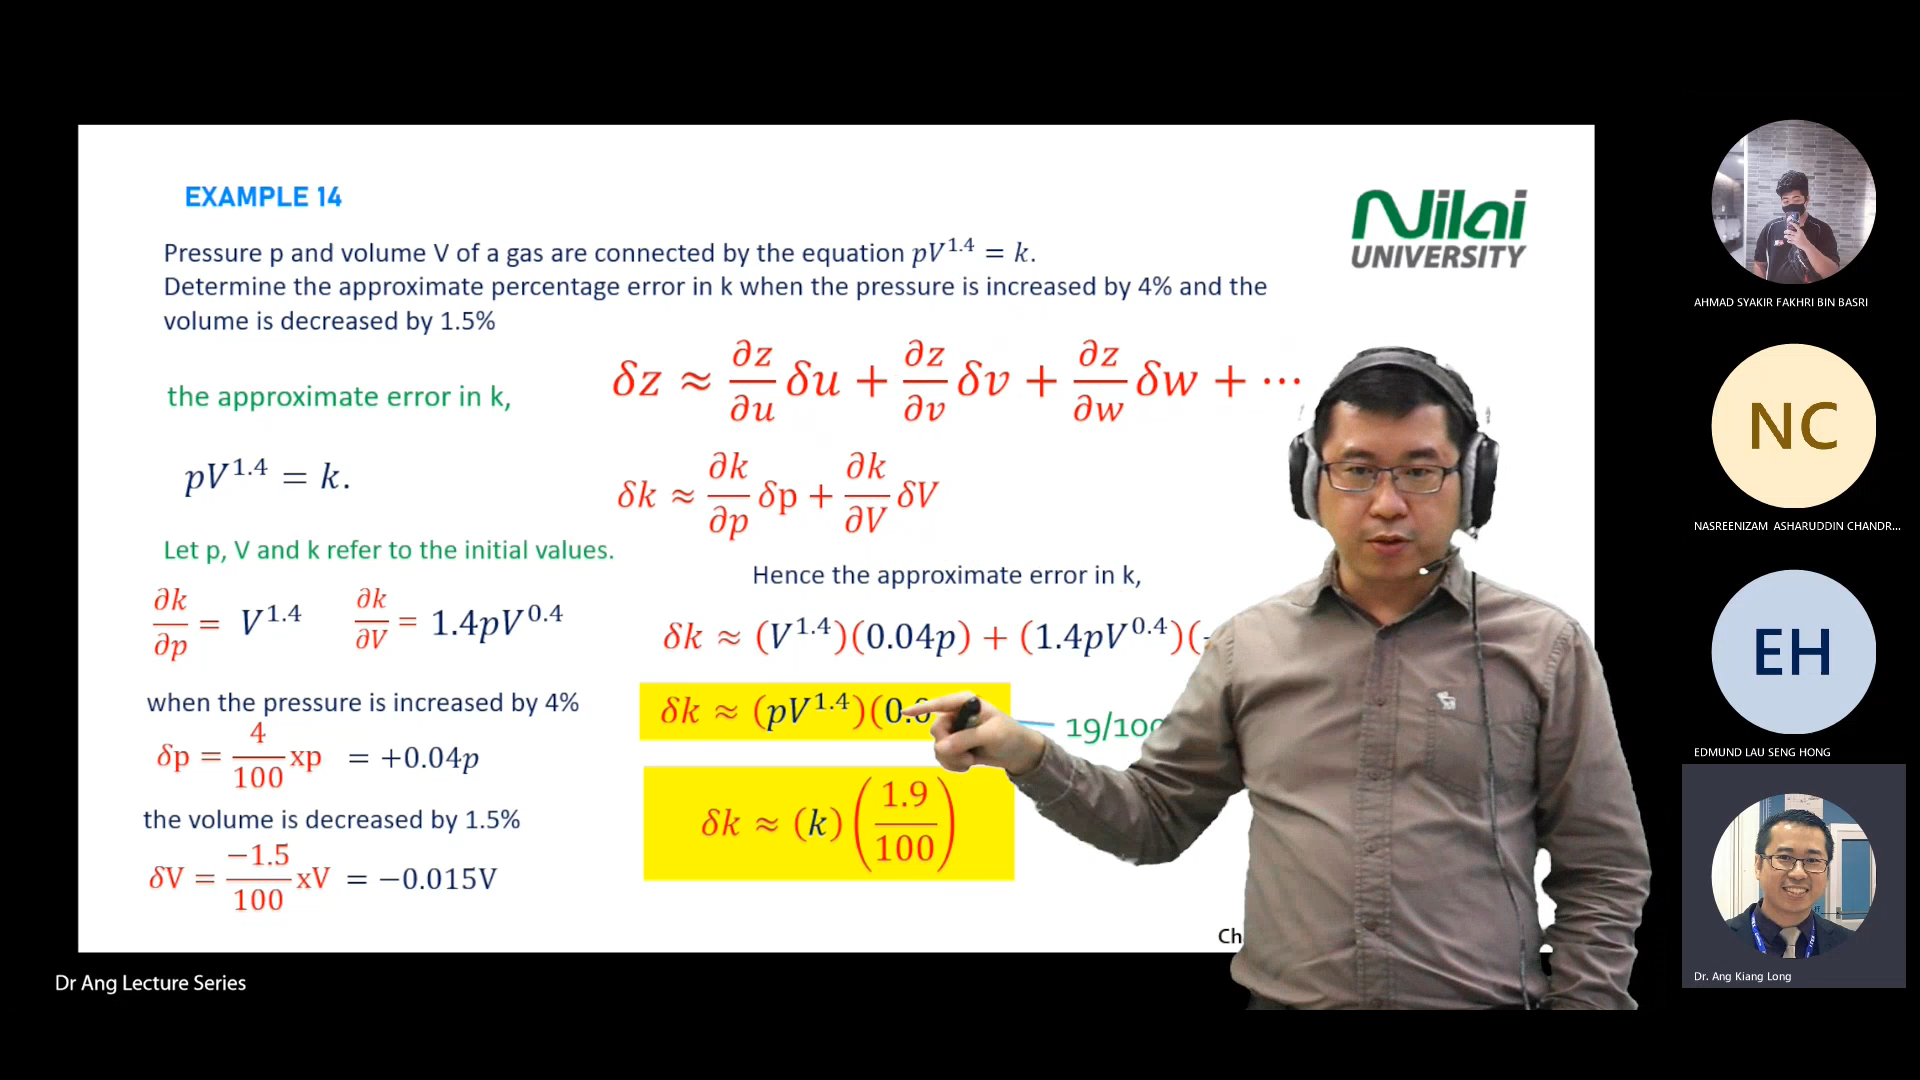 EXAMPLE 14
Nilai
UNIVERSITY
Pressure p and volume V of a gas are connected by the equation pV^1.4 = k.
Determine the approximate percentage error in k when the pressure is increased by 4% and the
volume is decreased by 1.5%
the approximate error in k,
δz ≈ ∂z/∂u δu + ∂z/∂v δv + ∂z/∂w δw + ⋯
pV^1.4 = k.
δk ≈ ∂k/∂p δp + ∂k/∂V δV
Let p, V and k refer to the initial values.
∂k/∂p = V^1.4 ∂k/∂V = 1.4pV^0.4
Hence the approximate error in k,
δk ≈ (V^1.4)(0.04p) + (1.4pV^0.4)(
when the pressure is increased by 4%
δp = 4/100 xp = +0.04p
δk ≈ (pV^1.4)(0.0
19/100
the volume is decreased by 1.5%
δV = −1.5/100 xV = −0.015V
δk ≈ (k)(1.9/100)
Ch
Dr Ang Lecture Series
AHMAD SYAKIR FAKHRI BIN BASRI
NC
NASREENIZAM ASHARUDDIN CHANDR...
EH
EDMUND LAU SENG HONG
Dr. Ang Kiang Long